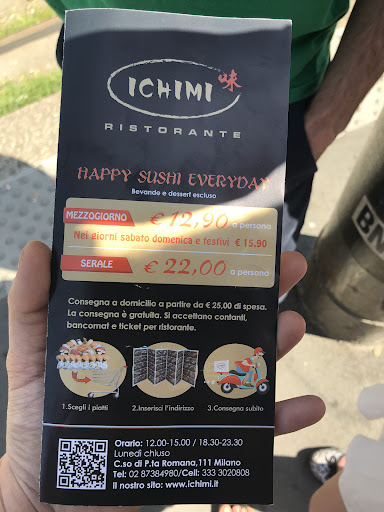 ICHIMI 味
RISTORANTE
HAPPY SUSHI EVERYDAY
Bevande e dessert escluso
MEZZOGIORNO € 12,90 a persona
Nei giorni sabato domenica e festivi € 15,90
SERALE € 22,00 a persona
Consegna a domicilio a partire da € 25,00 di spesa.
La consegna è gratuita. Si accettano contanti,
bancomat e ticket per ristorante.
1.Scegli i piatti 2.Inserisci l'indirizzo 3.Consegna subito
Orario: 12.00-15.00 / 18.30-23.30
Lunedì chiuso
C.so di P.ta Romana,111 Milano
Tel: 02 87384980/Cell: 333 3020808
Il nostro sito: www.ichimi.it